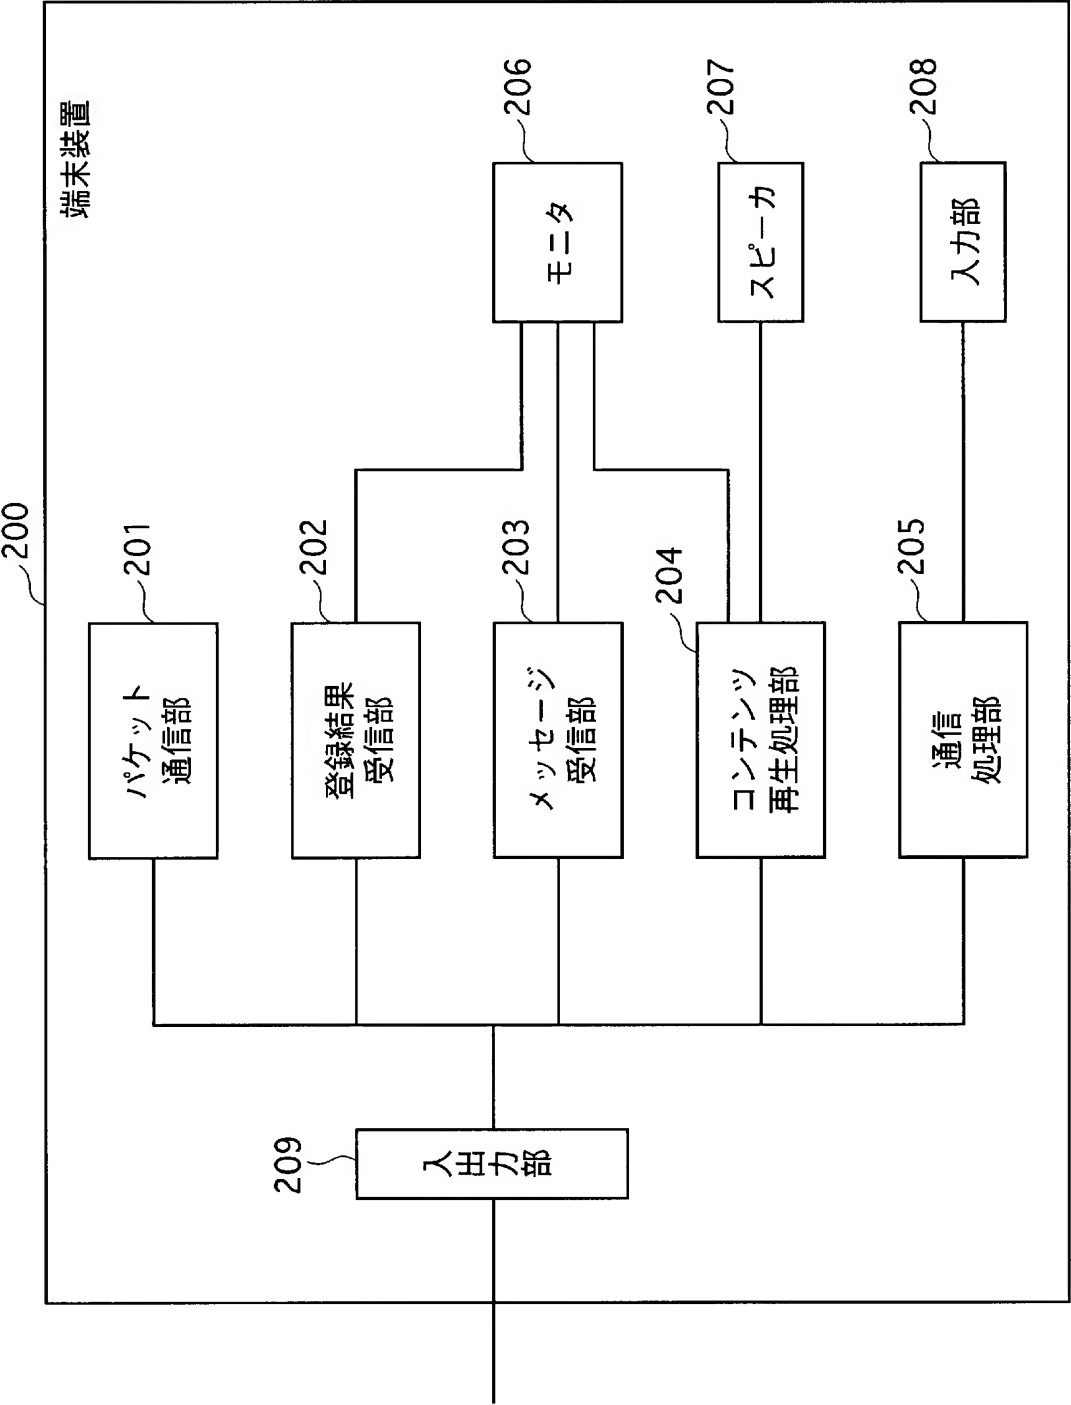 200
端末装置
201
パケット
通信部
202
登録結果
受信部
203
メッセージ
受信部
204
コンテンツ
再生処理部
205
通信
処理部
206
モニタ
207
スピーカ
208
入力部
209
入出力部